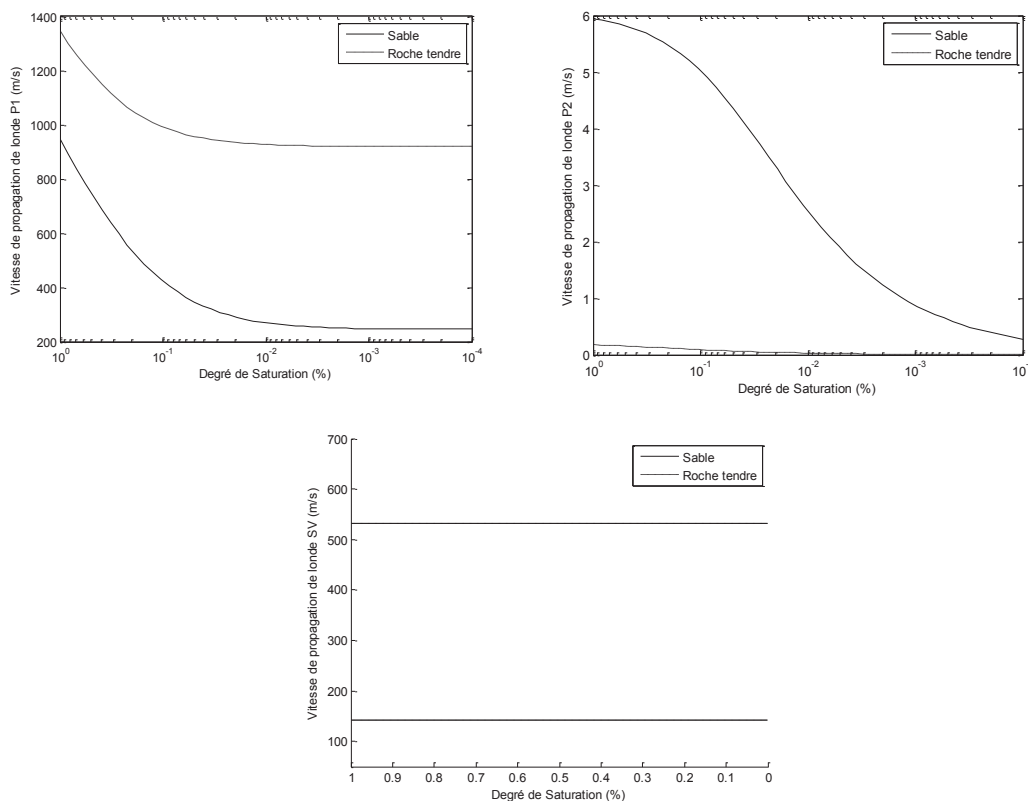 Vitesse de propagation de londe P1 (m/s)
1400
1200
1000
800
600
400
200
10^0
10^-1
10^-2
10^-3
10^-4
Degré de Saturation (%)
Sable
Roche tendre
Vitesse de propagation de londe P2 (m/s)
6
5
4
3
2
1
0
10^0
10^-1
10^-2
10^-3
Degré de Saturation (%)
Sable
Roche tendre
Vitesse de propagation de londe SV (m/s)
700
600
500
400
300
200
100
1 0.9 0.8 0.7 0.6 0.5 0.4 0.3 0.2 0.1 0
Degré de Saturation (%)
Sable
Roche tendre